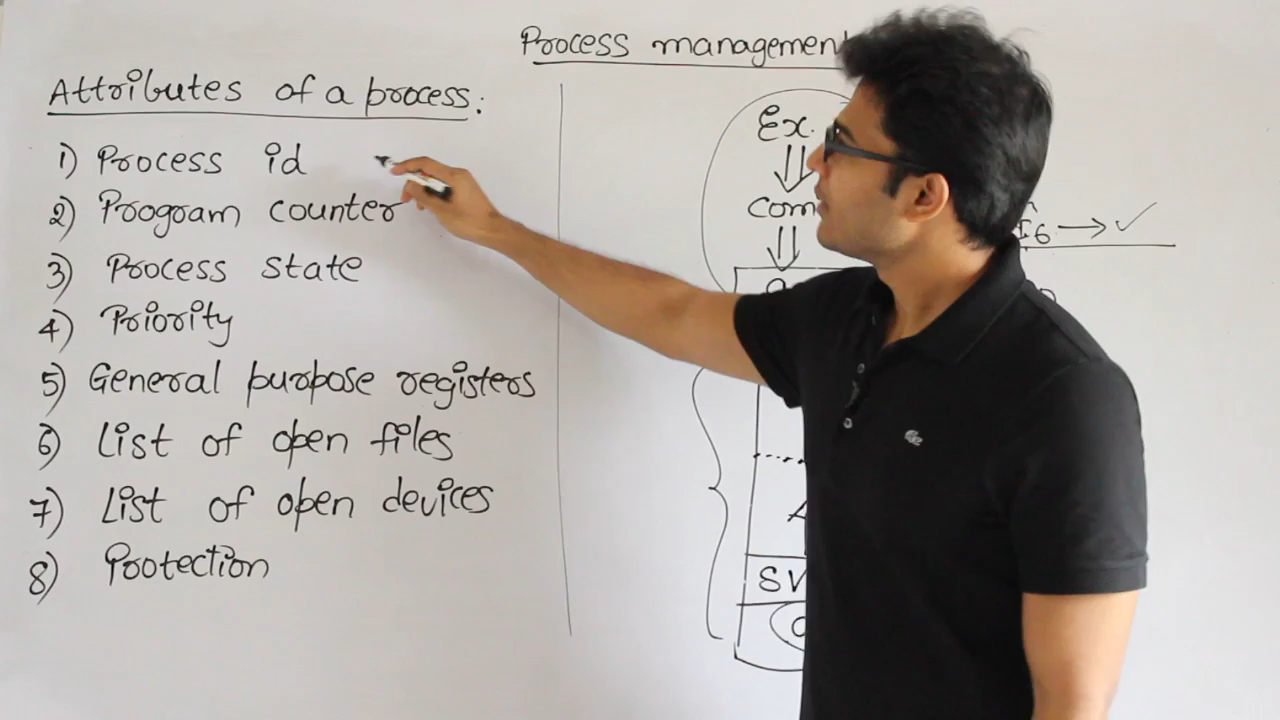 Process management
Attributes of a process:
1) Process id
2) Program counter
3) Process state
4) Priority
5) General purpose registers
6) List of open files
7) List of open devices
8) Protection
Ex.
I6 → ✓